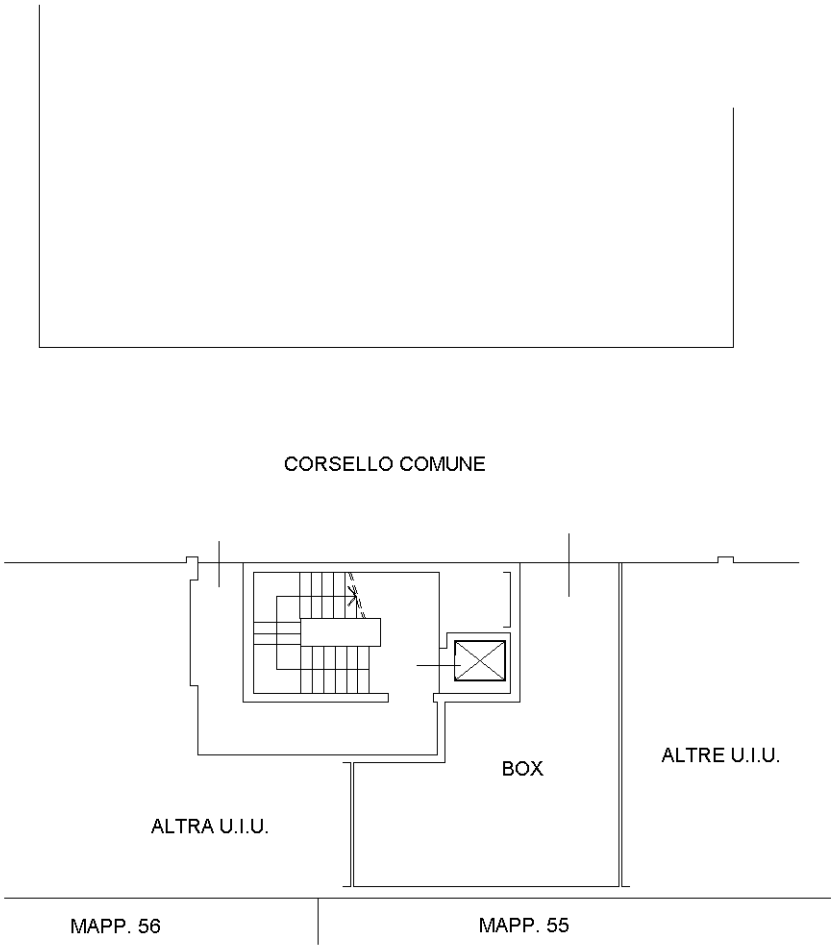 CORSELLO COMUNE
BOX
ALTRE U.I.U.
ALTRA U.I.U.
MAPP. 56
MAPP. 55